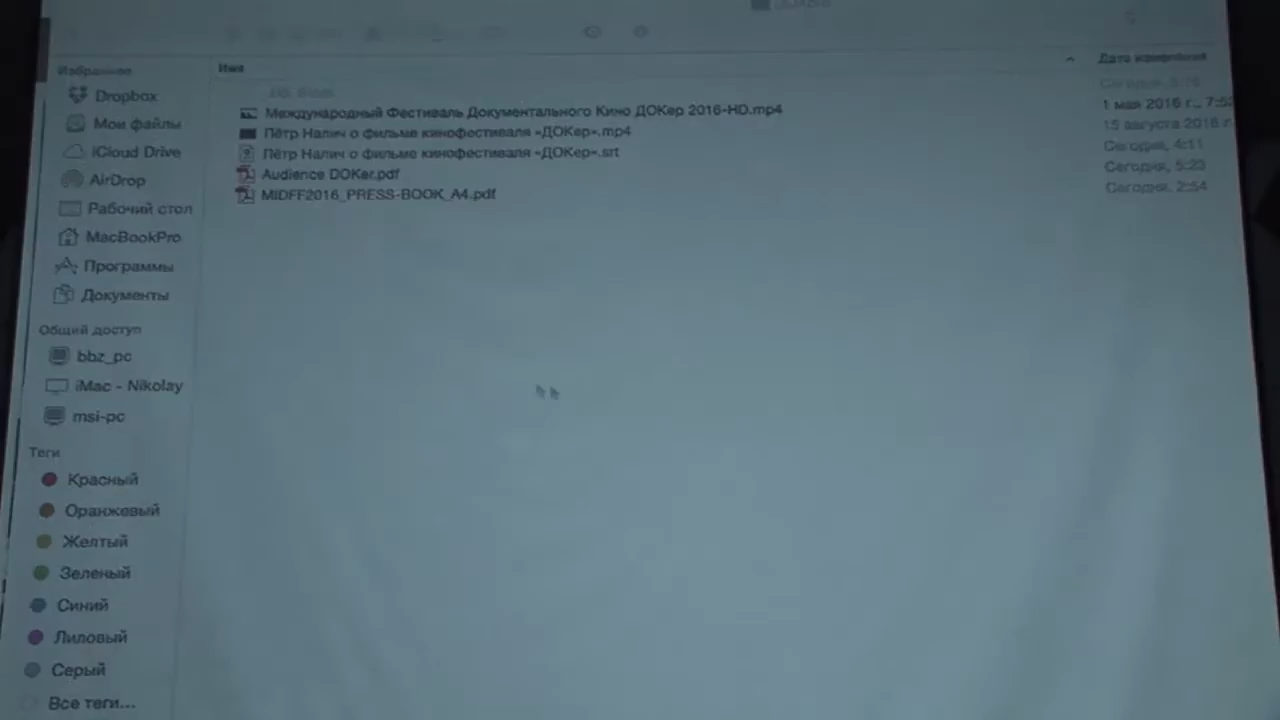 Избранное
Dropbox
Мои файлы
iCloud Drive
AirDrop
Рабочий стол
MacBookPro
Программы
Документы
Общий доступ
bbz_pc
iMac - Nikolay
msi-pc
Теги
Красный
Оранжевый
Желтый
Зеленый
Синий
Лиловый
Серый
Все теги...
Имя
Дата изменения
Международный Фестиваль Документального Кино ДОКер 2016-HD.mp4
1 мая 2016 г.,
Пётр Налич о фильме кинофестиваля «ДОКер».mp4
15 августа 2016 г
Пётр Налич о фильме кинофестиваля «ДОКер».srt
Сегодня, 4:11
Audience DOKer.pdf
Сегодня, 5:23
MIDFF2016_PRESS-BOOK_A4.pdf
Сегодня, 2:54